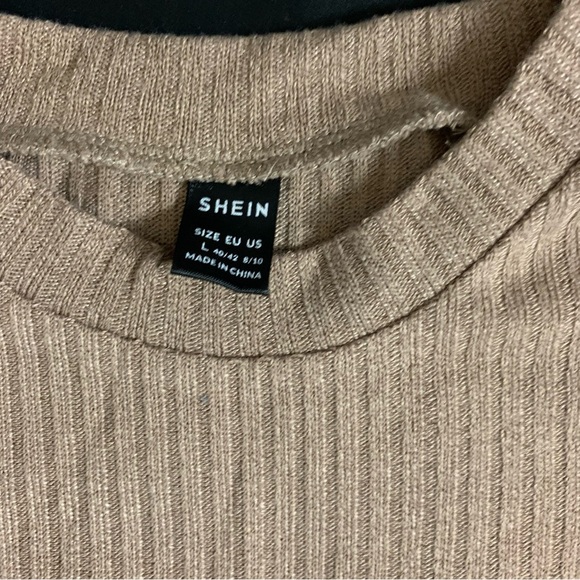 SHEIN
SIZE EU US
L 40/42 8/10
MADE IN CHINA